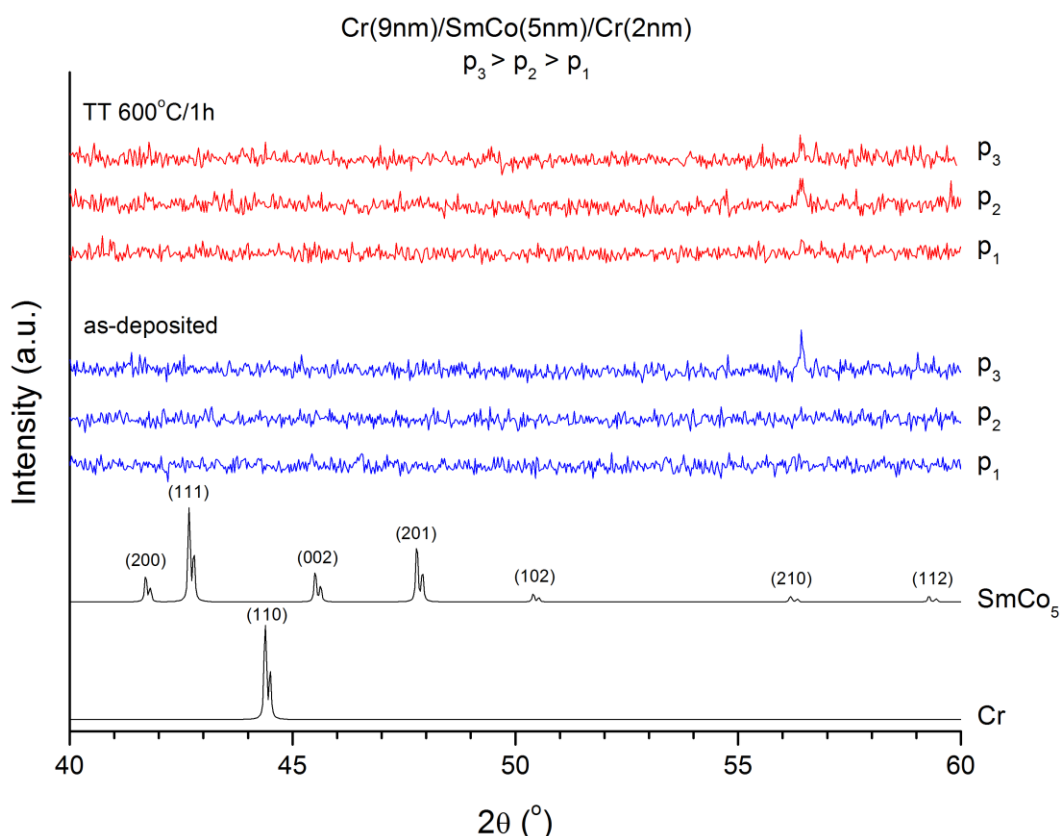 Cr(9nm)/SmCo(5nm)/Cr(2nm)
p₃ > p₂ > p₁
TT 600°C/1h
p₃
p₂
p₁
as-deposited
p₃
p₂
p₁
(200)
(111)
(002)
(201)
(102)
(210)
(112)
SmCo₅
(110)
Cr
40 45 50 55 60
2θ (°)
Intensity (a.u.)